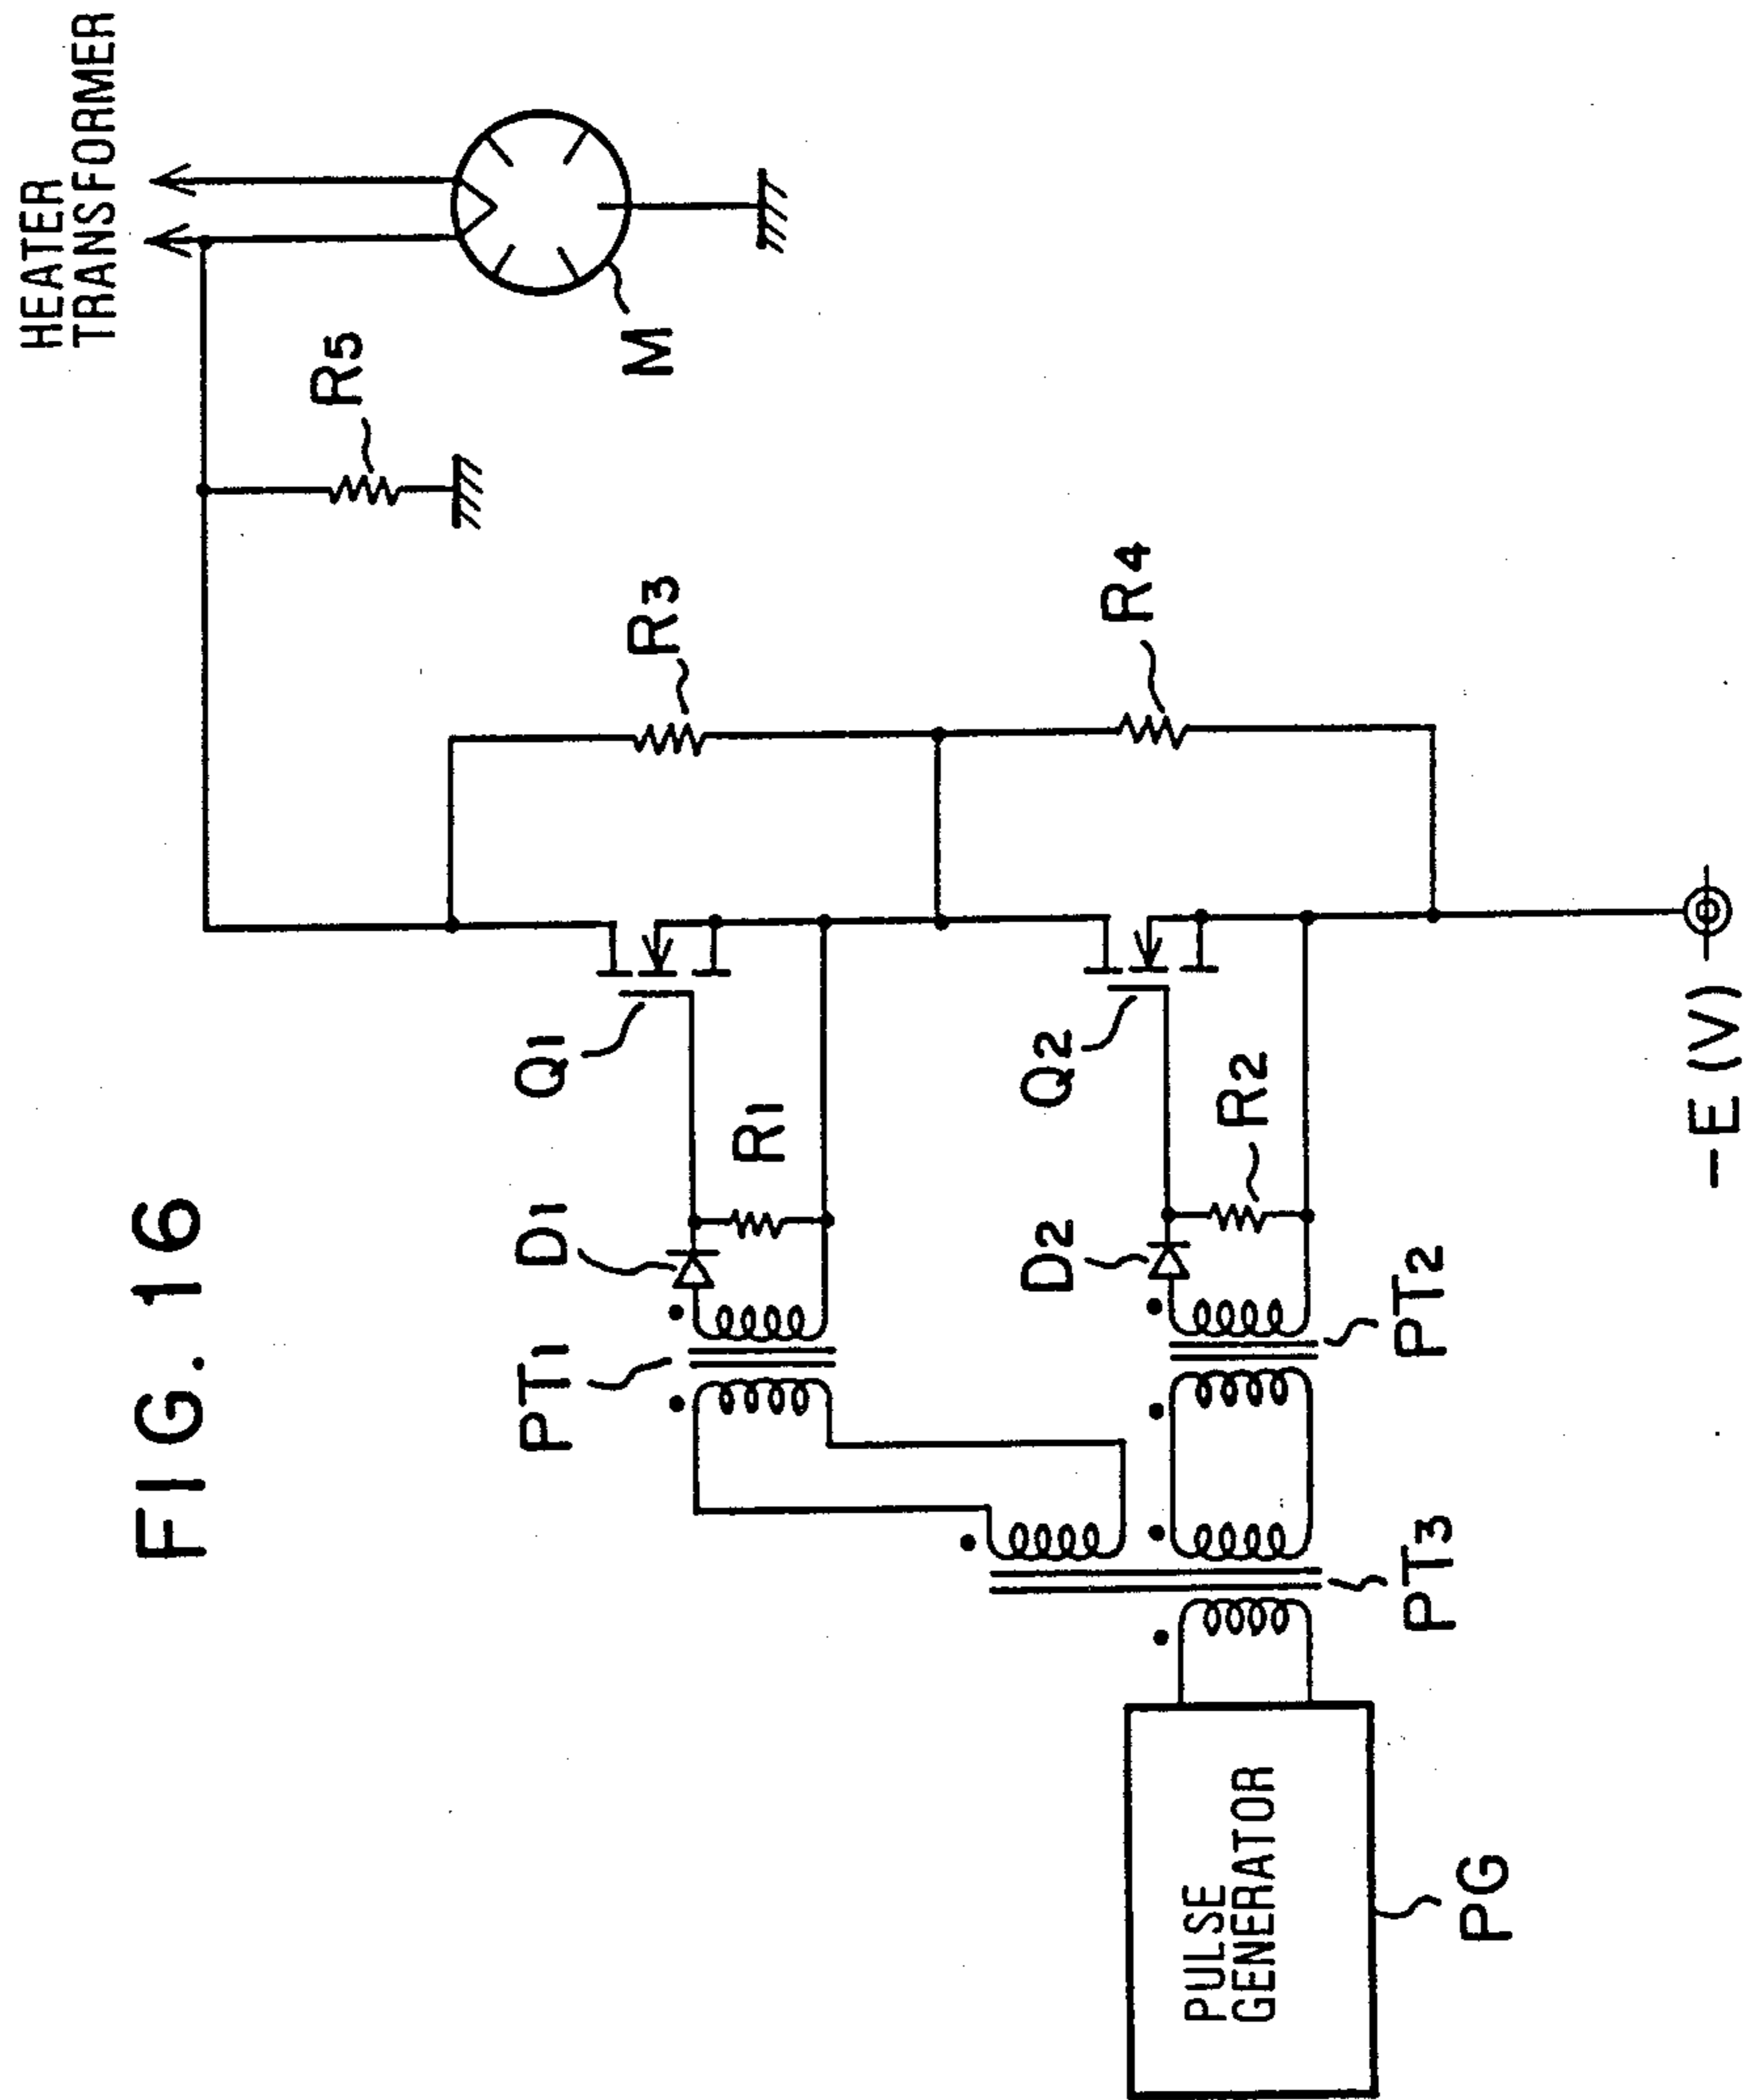 FIG. 16
HEATER
TRANSFORMER
R5
M
R3
R4
Q1
Q2
D1
R1
D2
R2
PT1
PT2
PT3
PULSE
GENERATOR
PG
-E (V)